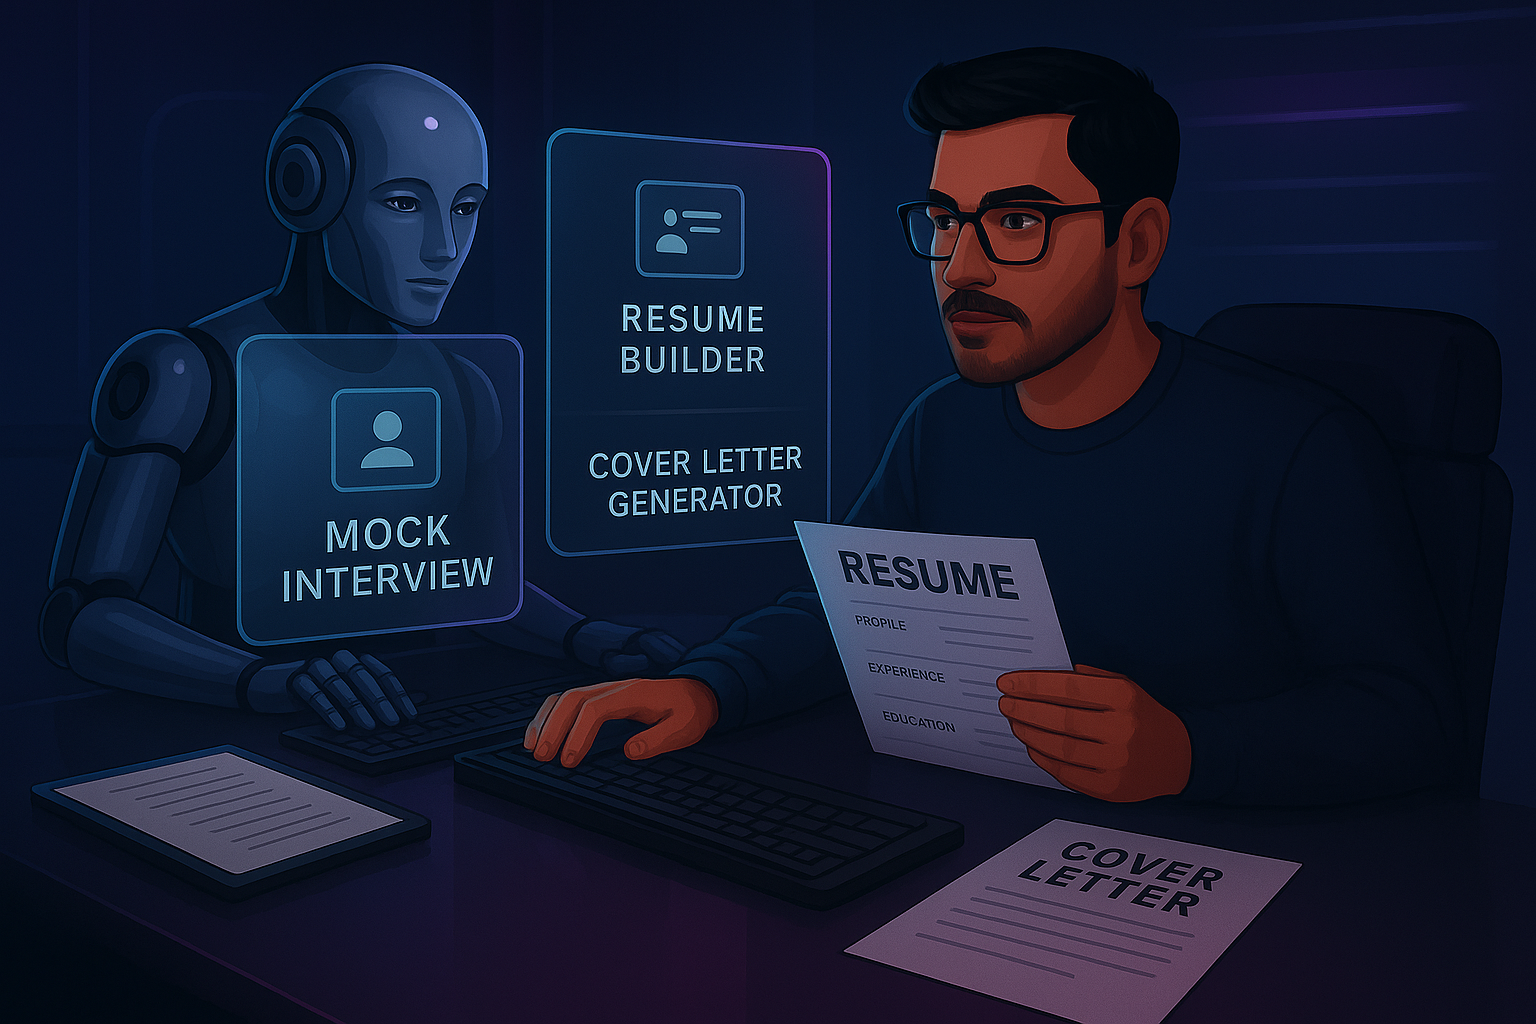 RESUME
BUILDER
COVER LETTER
GENERATOR
MOCK
INTERVIEW
RESUME
PROPILE
EXPERIENCE
EDUCATION
COVER
LETTER